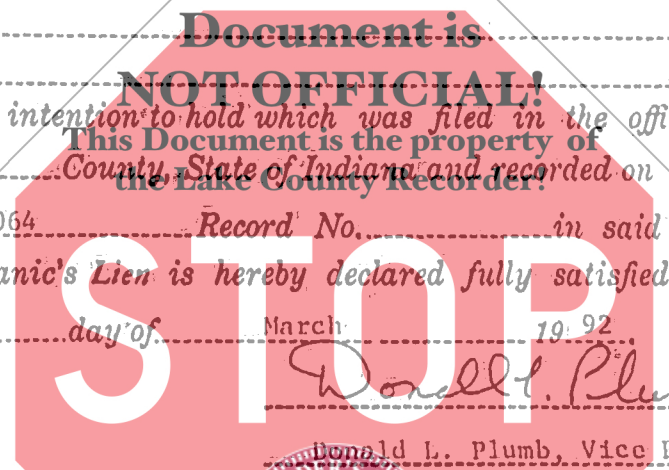 Document is
NOT OFFICIAL!
intention to hold which was filed in the offi
This Document is the property of
County, State of Indiana and recorded on
the Lake County Recorder!
064 Record No. in said
anic's Lien is hereby declared fully satisfied
day of March 19 92.
STOP
Donald L. Plu
Donald L. Plumb, Vice P